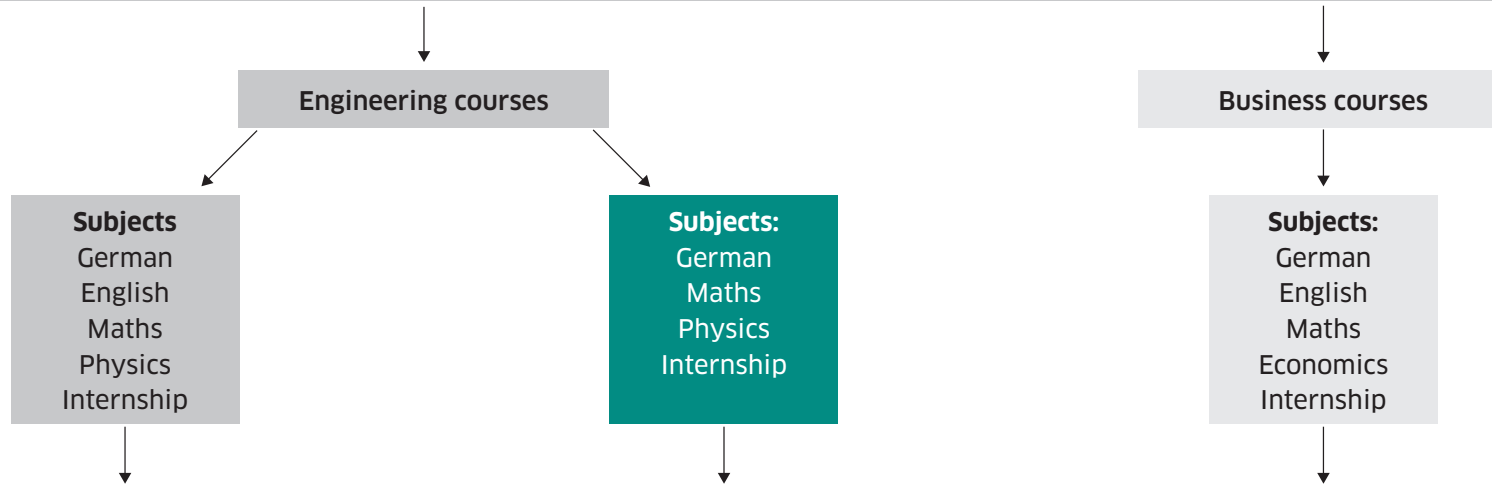 Engineering courses
Business courses
Subjects
German
English
Maths
Physics
Internship
Subjects:
German
Maths
Physics
Internship
Subjects:
German
English
Maths
Economics
Internship